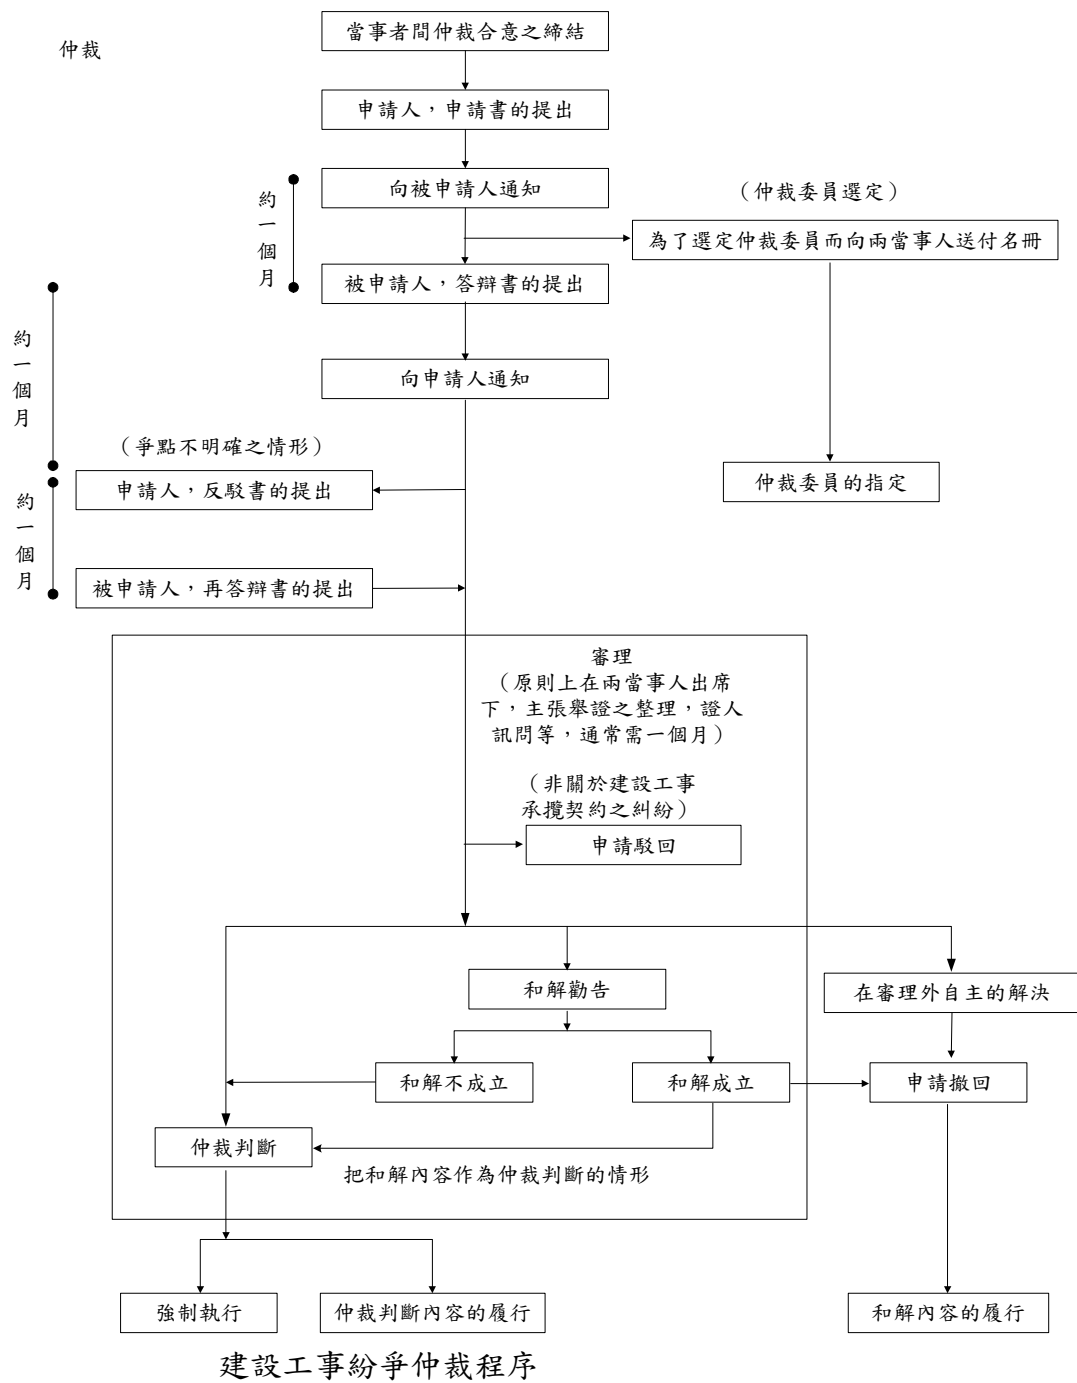 仲裁
當事者間仲裁合意之締結
申請人，申請書的提出
向被申請人通知
約一個月
（仲裁委員選定）
為了選定仲裁委員而向兩當事人送付名冊
被申請人，答辯書的提出
約一個月
向申請人通知
（爭點不明確之情形）
申請人，反駁書的提出
仲裁委員的指定
約一個月
被申請人，再答辯書的提出
審理
（原則上在兩當事人出席
下，主張舉證之整理，證人
訊問等，通常需一個月）
（非關於建設工事
承攬契約之糾紛）
申請駁回
和解勸告
在審理外自主的解決
和解不成立
和解成立
申請撤回
仲裁判斷
把和解內容作為仲裁判斷的情形
強制執行
仲裁判斷內容的履行
和解內容的履行
建設工事紛爭仲裁程序